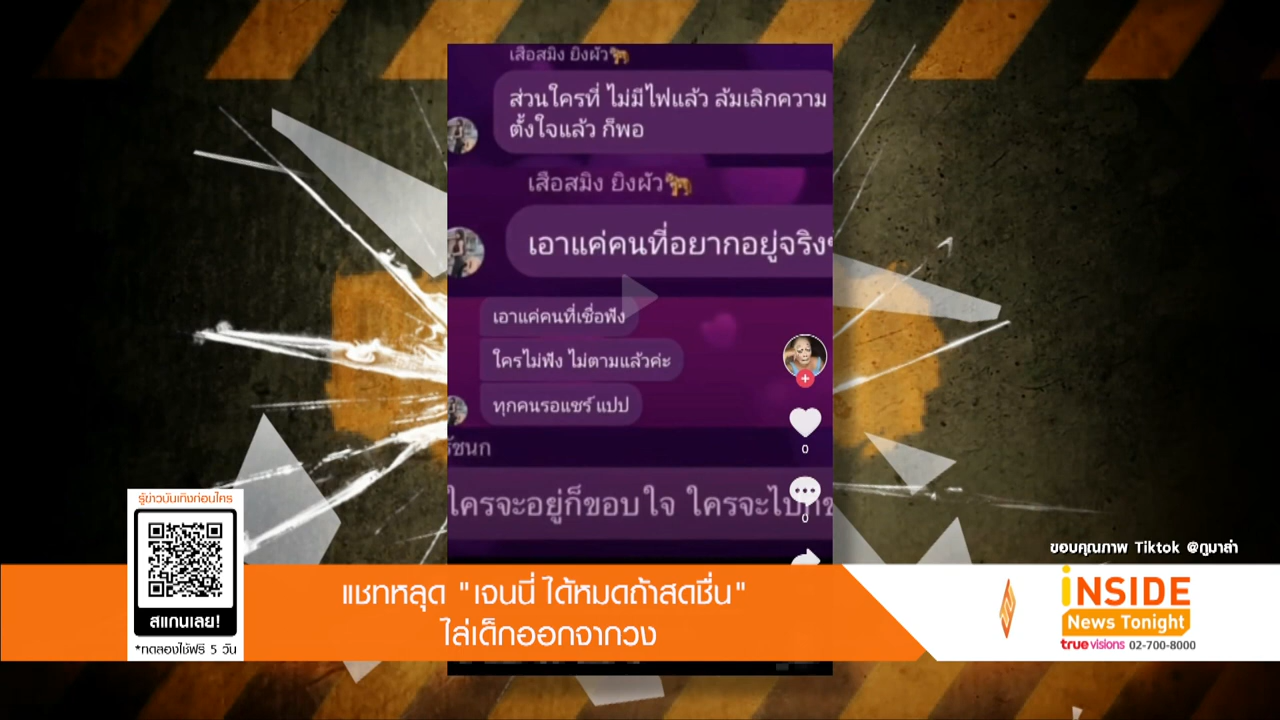 เสือสมิง ยิงผัว🐅
ส่วนใครที่ ไม่มีไฟแล้ว ล้มเลิกความ
ตั้งใจแล้ว ก็พอ
เสือสมิง ยิงผัว🐅
เอาแค่คนที่อยากอยู่จริง
เอาแค่คนที่เชื่อฟัง
ใครไม่ฟัง ไม่ตามแล้วค่ะ
ทุกคนรอแชร์ แปป
รัชนก
ใครจะอยู่ก็ขอบใจ ใครจะไปก็ข
0
0
รู้ข่าวบันเทิงก่อนใคร
สแกนเลย!
*ทดลองใช้ฟรี 5 วัน
แชทหลุด "เจนนี่ ได้หมดถ้าสดชื่น"
ไล่เด็กออกจากวง
ขอบคุณภาพ Tiktok @กูมาล่า
iNSIDE
News Tonight
truevisions 02-700-8000